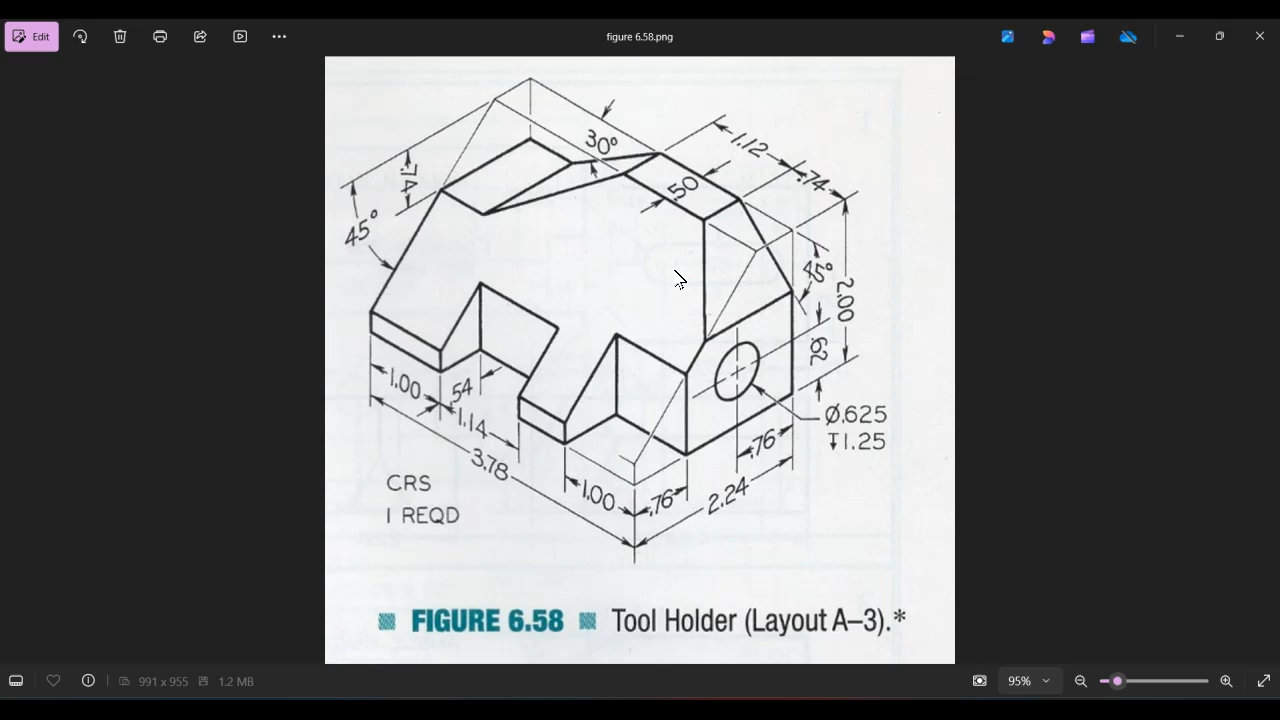 Edit
figure 6.58.png
30°
1.12
.74
.74
.50
45°
45°
2.00
.62
1.00
.54
1.14
Ø.625
↧1.25
3.78
.76
1.00
.76
2.24
CRS
1 REQD
FIGURE 6.58 Tool Holder (Layout A–3).*
991 x 955
1.2 MB
95%